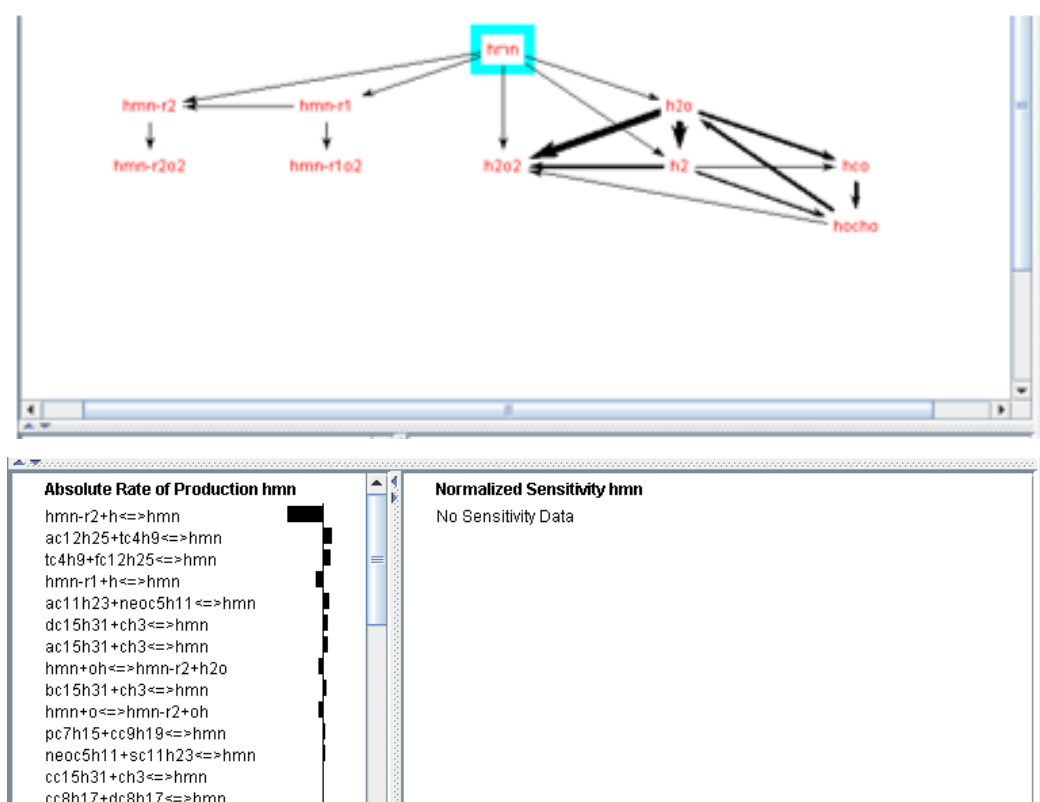 hmn
hmn-r2 hmn-r1 h2o
hmn-r2o2 hmn-r1o2 h2o2 h2 hco
hocho
Absolute Rate of Production hmn
hmn-r2+h<=>hmn
ac12h25+tc4h9<=>hmn
tc4h9+fc12h25<=>hmn
hmn-r1+h<=>hmn
ac11h23+neoc5h11<=>hmn
dc15h31+ch3<=>hmn
ac15h31+ch3<=>hmn
hmn+oh<=>hmn-r2+h2o
bc15h31+ch3<=>hmn
hmn+o<=>hmn-r2+oh
pc7h15+cc9h19<=>hmn
neoc5h11+sc11h23<=>hmn
cc15h31+ch3<=>hmn
cc8h17+dc8h17<=>hmn
Normalized Sensitivity hmn
No Sensitivity Data